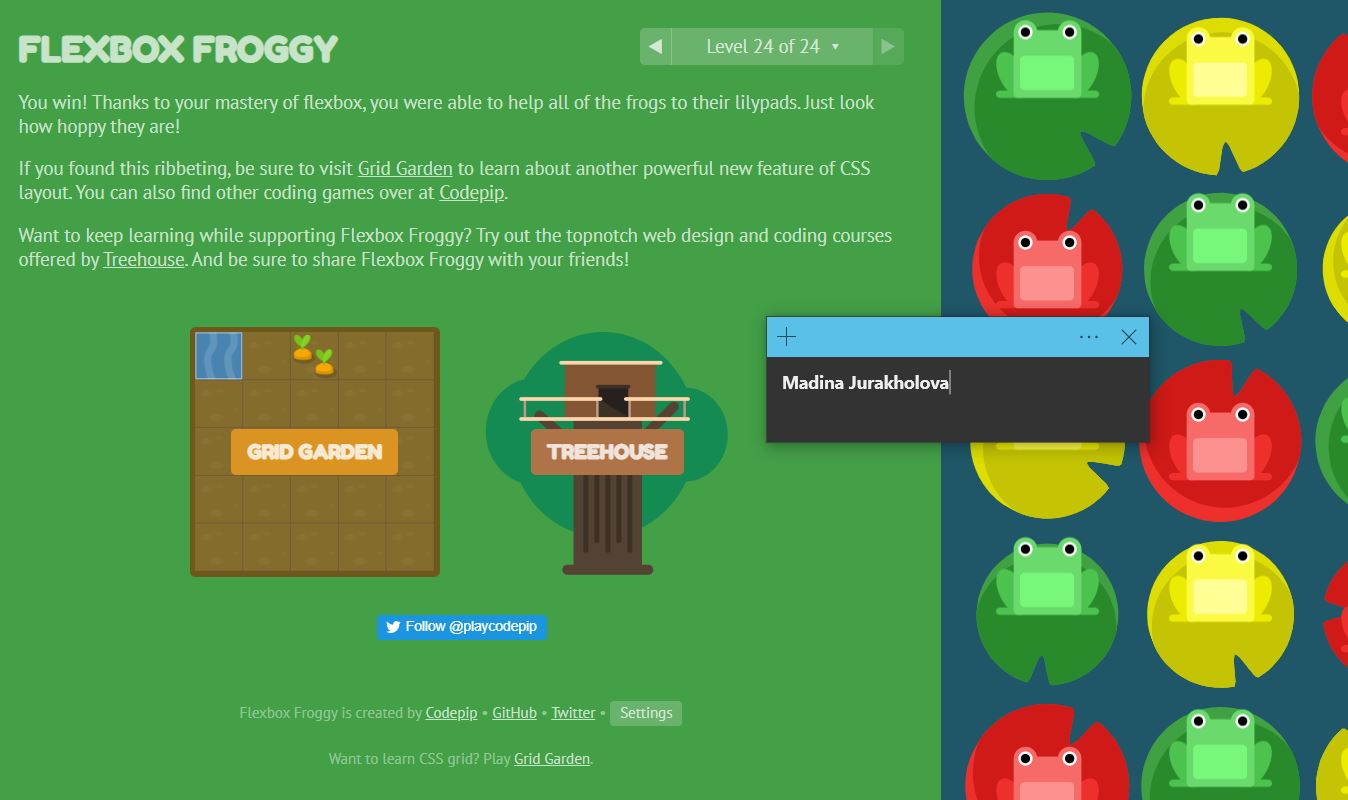 FLEXBOX FROGGY
Level 24 of 24
You win! Thanks to your mastery of flexbox, you were able to help all of the frogs to their lilypads. Just look
how hoppy they are!
If you found this ribbeting, be sure to visit Grid Garden to learn about another powerful new feature of CSS
layout. You can also find other coding games over at Codepip.
Want to keep learning while supporting Flexbox Froggy? Try out the topnotch web design and coding courses
offered by Treehouse. And be sure to share Flexbox Froggy with your friends!
Madina Jurakholova
GRID GARDEN
TREEHOUSE
Follow @playcodepip
Flexbox Froggy is created by Codepip • GitHub • Twitter • Settings
Want to learn CSS grid? Play Grid Garden.